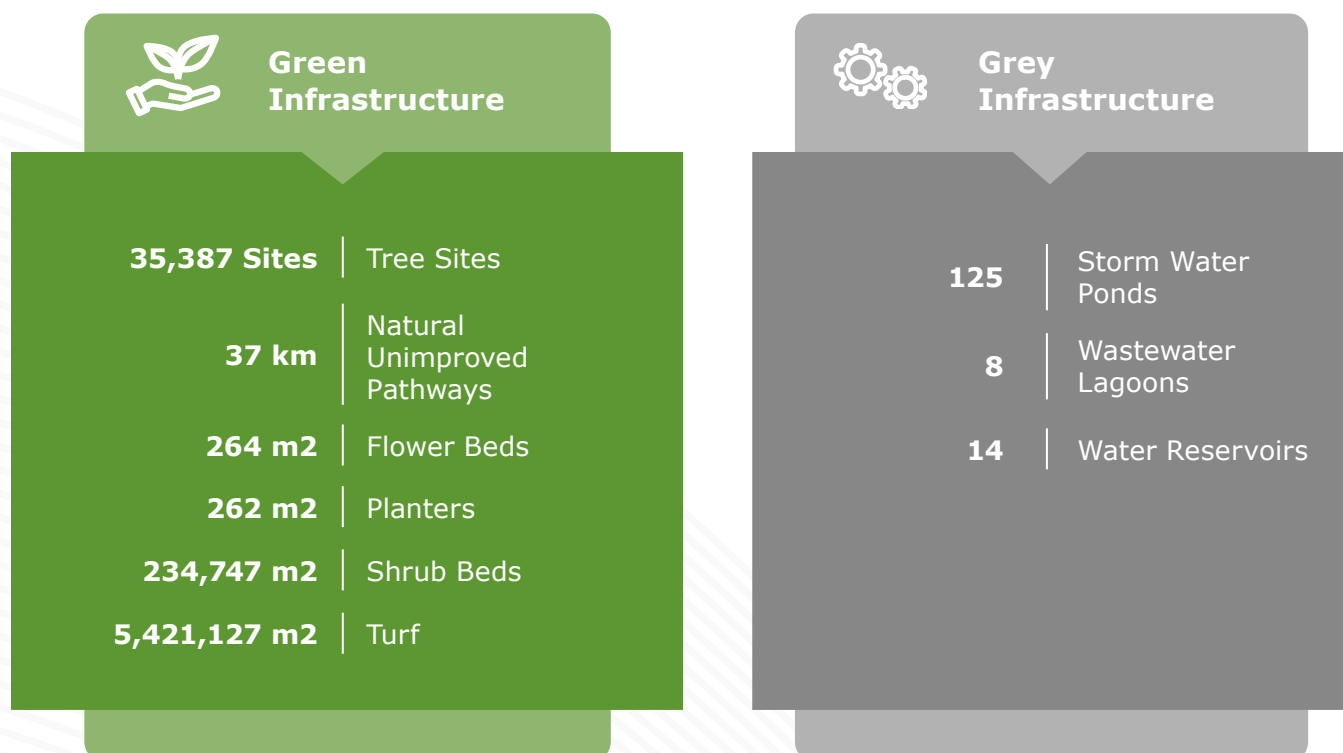 Green
Infrastructure
35,387 Sites
Tree Sites
37 km
Natural
Unimproved
Pathways
264 m2
Flower Beds
262 m2
Planters
234,747 m2
Shrub Beds
5,421,127 m2
Turf
Grey
Infrastructure
125
Storm Water
Ponds
8
Wastewater
Lagoons
14
Water Reservoirs